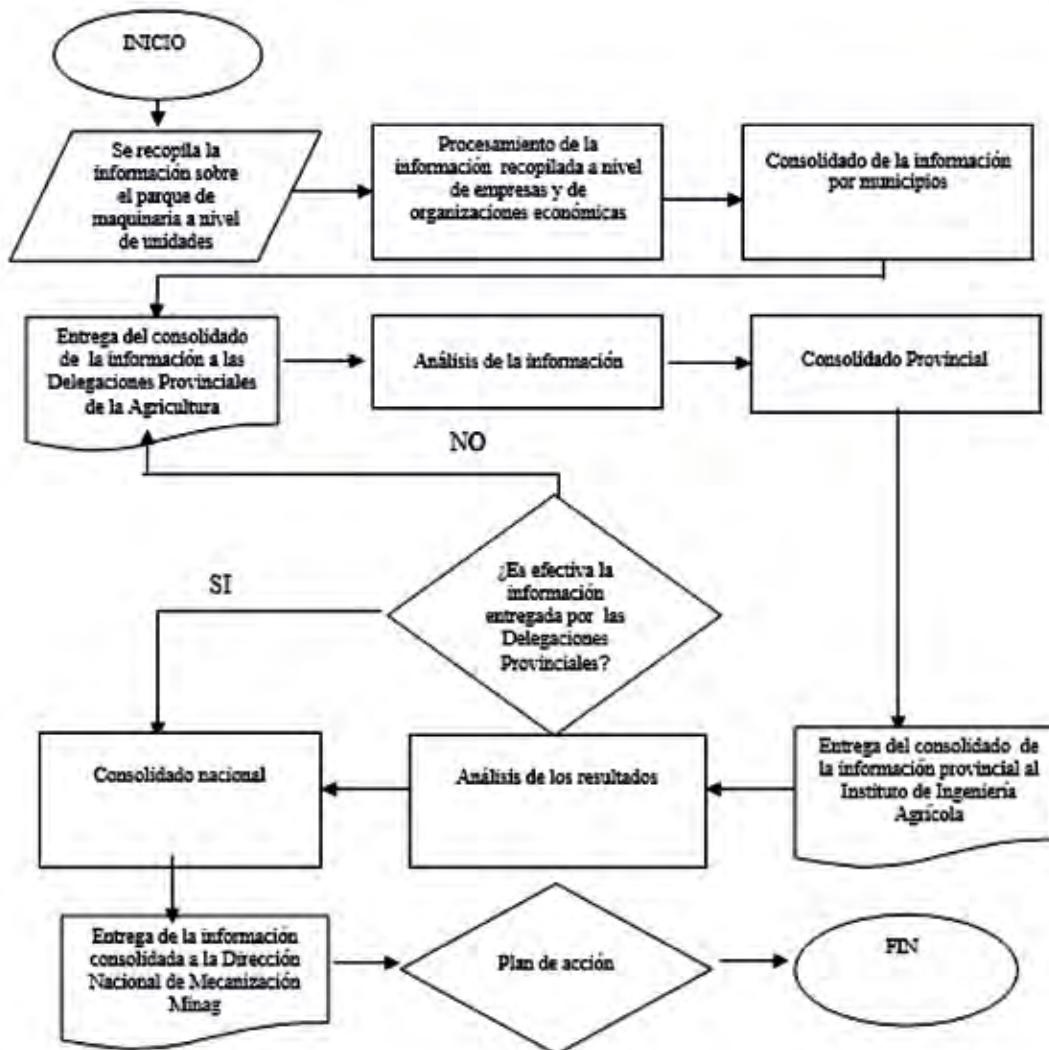 INICIO
Se recopila la
información sobre
el parque de
maquinaria a nivel
de unidades
Procesamiento de la
información recopilada a nivel
de empresas y de
organizaciones económicas
Consolidado de la información
por municipios
Entrega del consolidado
de la información a las
Delegaciones Provinciales
de la Agricultura
Análisis de la información
Consolidado Provincial
NO
¿Es efectiva la
información
entregada por las
Delegaciones
Provinciales?
SI
Consolidado nacional
Análisis de los resultados
Entrega del consolidado de
la información provincial al
Instituto de Ingeniería
Agrícola
Entrega de la información
consolidada a la Dirección
Nacional de Mecanización
Minag
Plan de acción
FIN